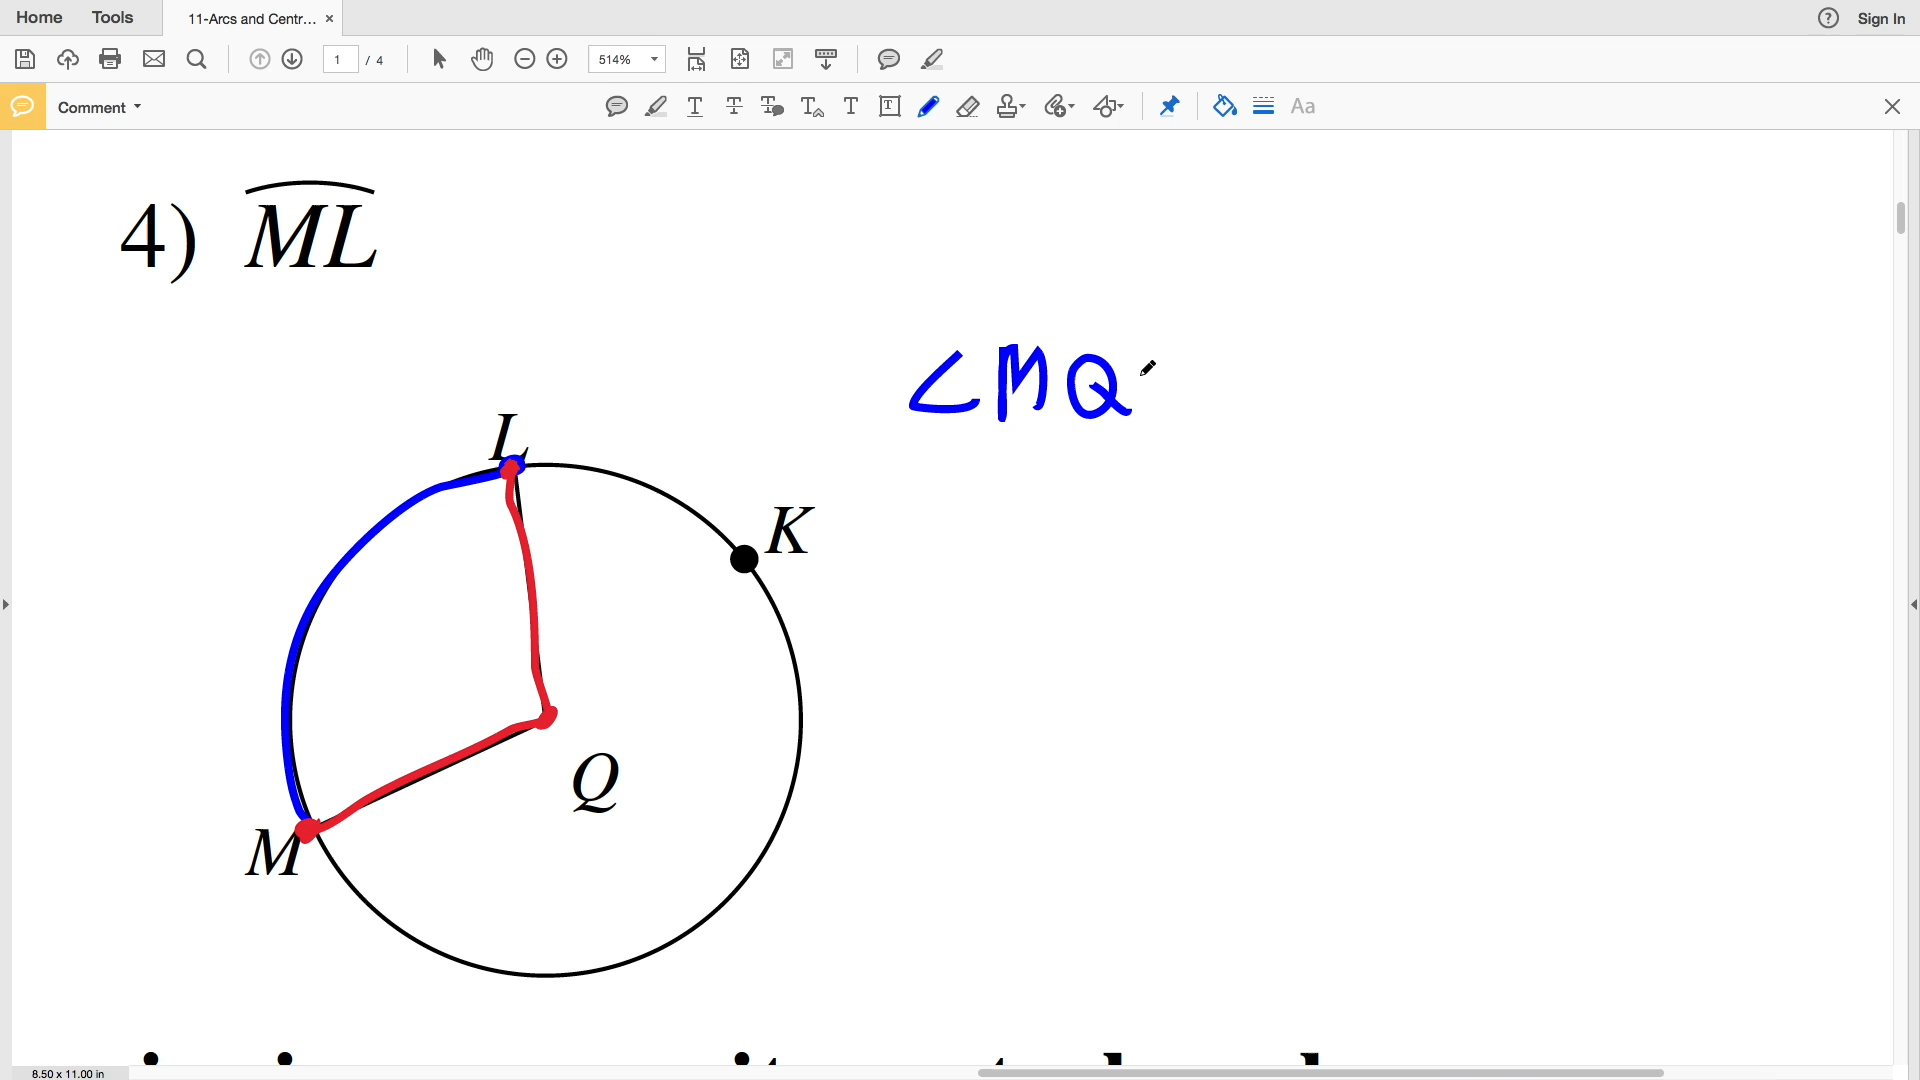 Home Tools 11-Arcs and Centr... × ? Sign In
1 / 4 514%
Comment T T T T T T Aa
4) ML
∠MQ
L
K
Q
M
8.50 x 11.00 in